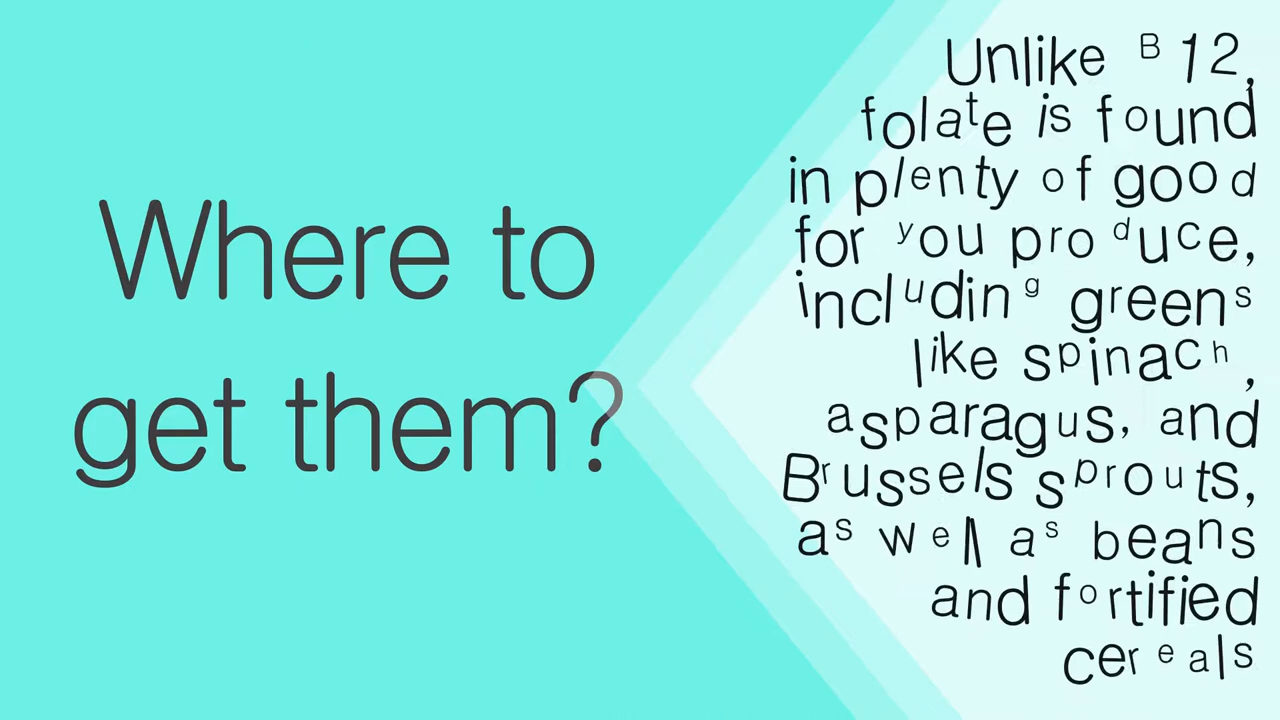 Where to
get them?
Unlike B12,
folate is found
in plenty of good
for you produce,
including greens
like spinach,
asparagus, and
Brussels sprouts,
as well as beans
and fortified
cereals